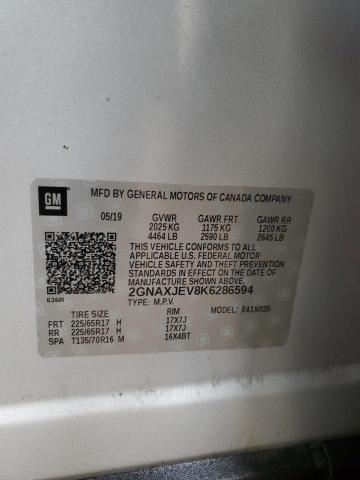 GM
MFD BY GENERAL MOTORS OF CANADA COMPANY
05/19 GVWR GAWR FRT GAWR RR
2025 KG 1175 KG 1200 KG
4464 LB 2590 LB 2645 LB
THIS VEHICLE CONFORMS TO ALL
APPLICABLE U.S. FEDERAL MOTOR
VEHICLE SAFETY AND THEFT
PREVENTION STANDARDS IN
EFFECT ON THE DATE OF
MANUFACTURE SHOWN ABOVE.
635R 2GNAXJEV8K6286594
TYPE: M.P.V. MODEL: B41XR26
TIRE SIZE RIM
FRT 225/65R17 H 17X7J
RR 225/65R17 H 17X7J
SPA T135/70R16 M 16X4BT